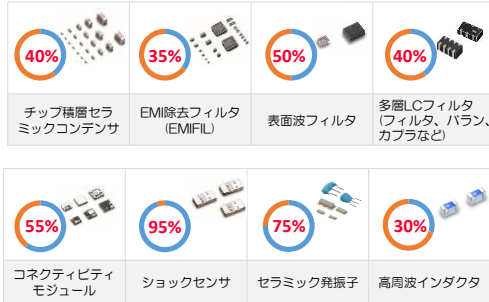 40%
35%
50%
40%
チップ積層セラ
ミックコンデンサ
EMI除去フィルタ
(EMIFIL)
表面波フィルタ
多層LCフィルタ
(フィルタ、バラン、
カプラなど)
55%
95%
75%
30%
コネクティビティ
モジュール
ショックセンサ
セラミック発振子
高周波インダクタ